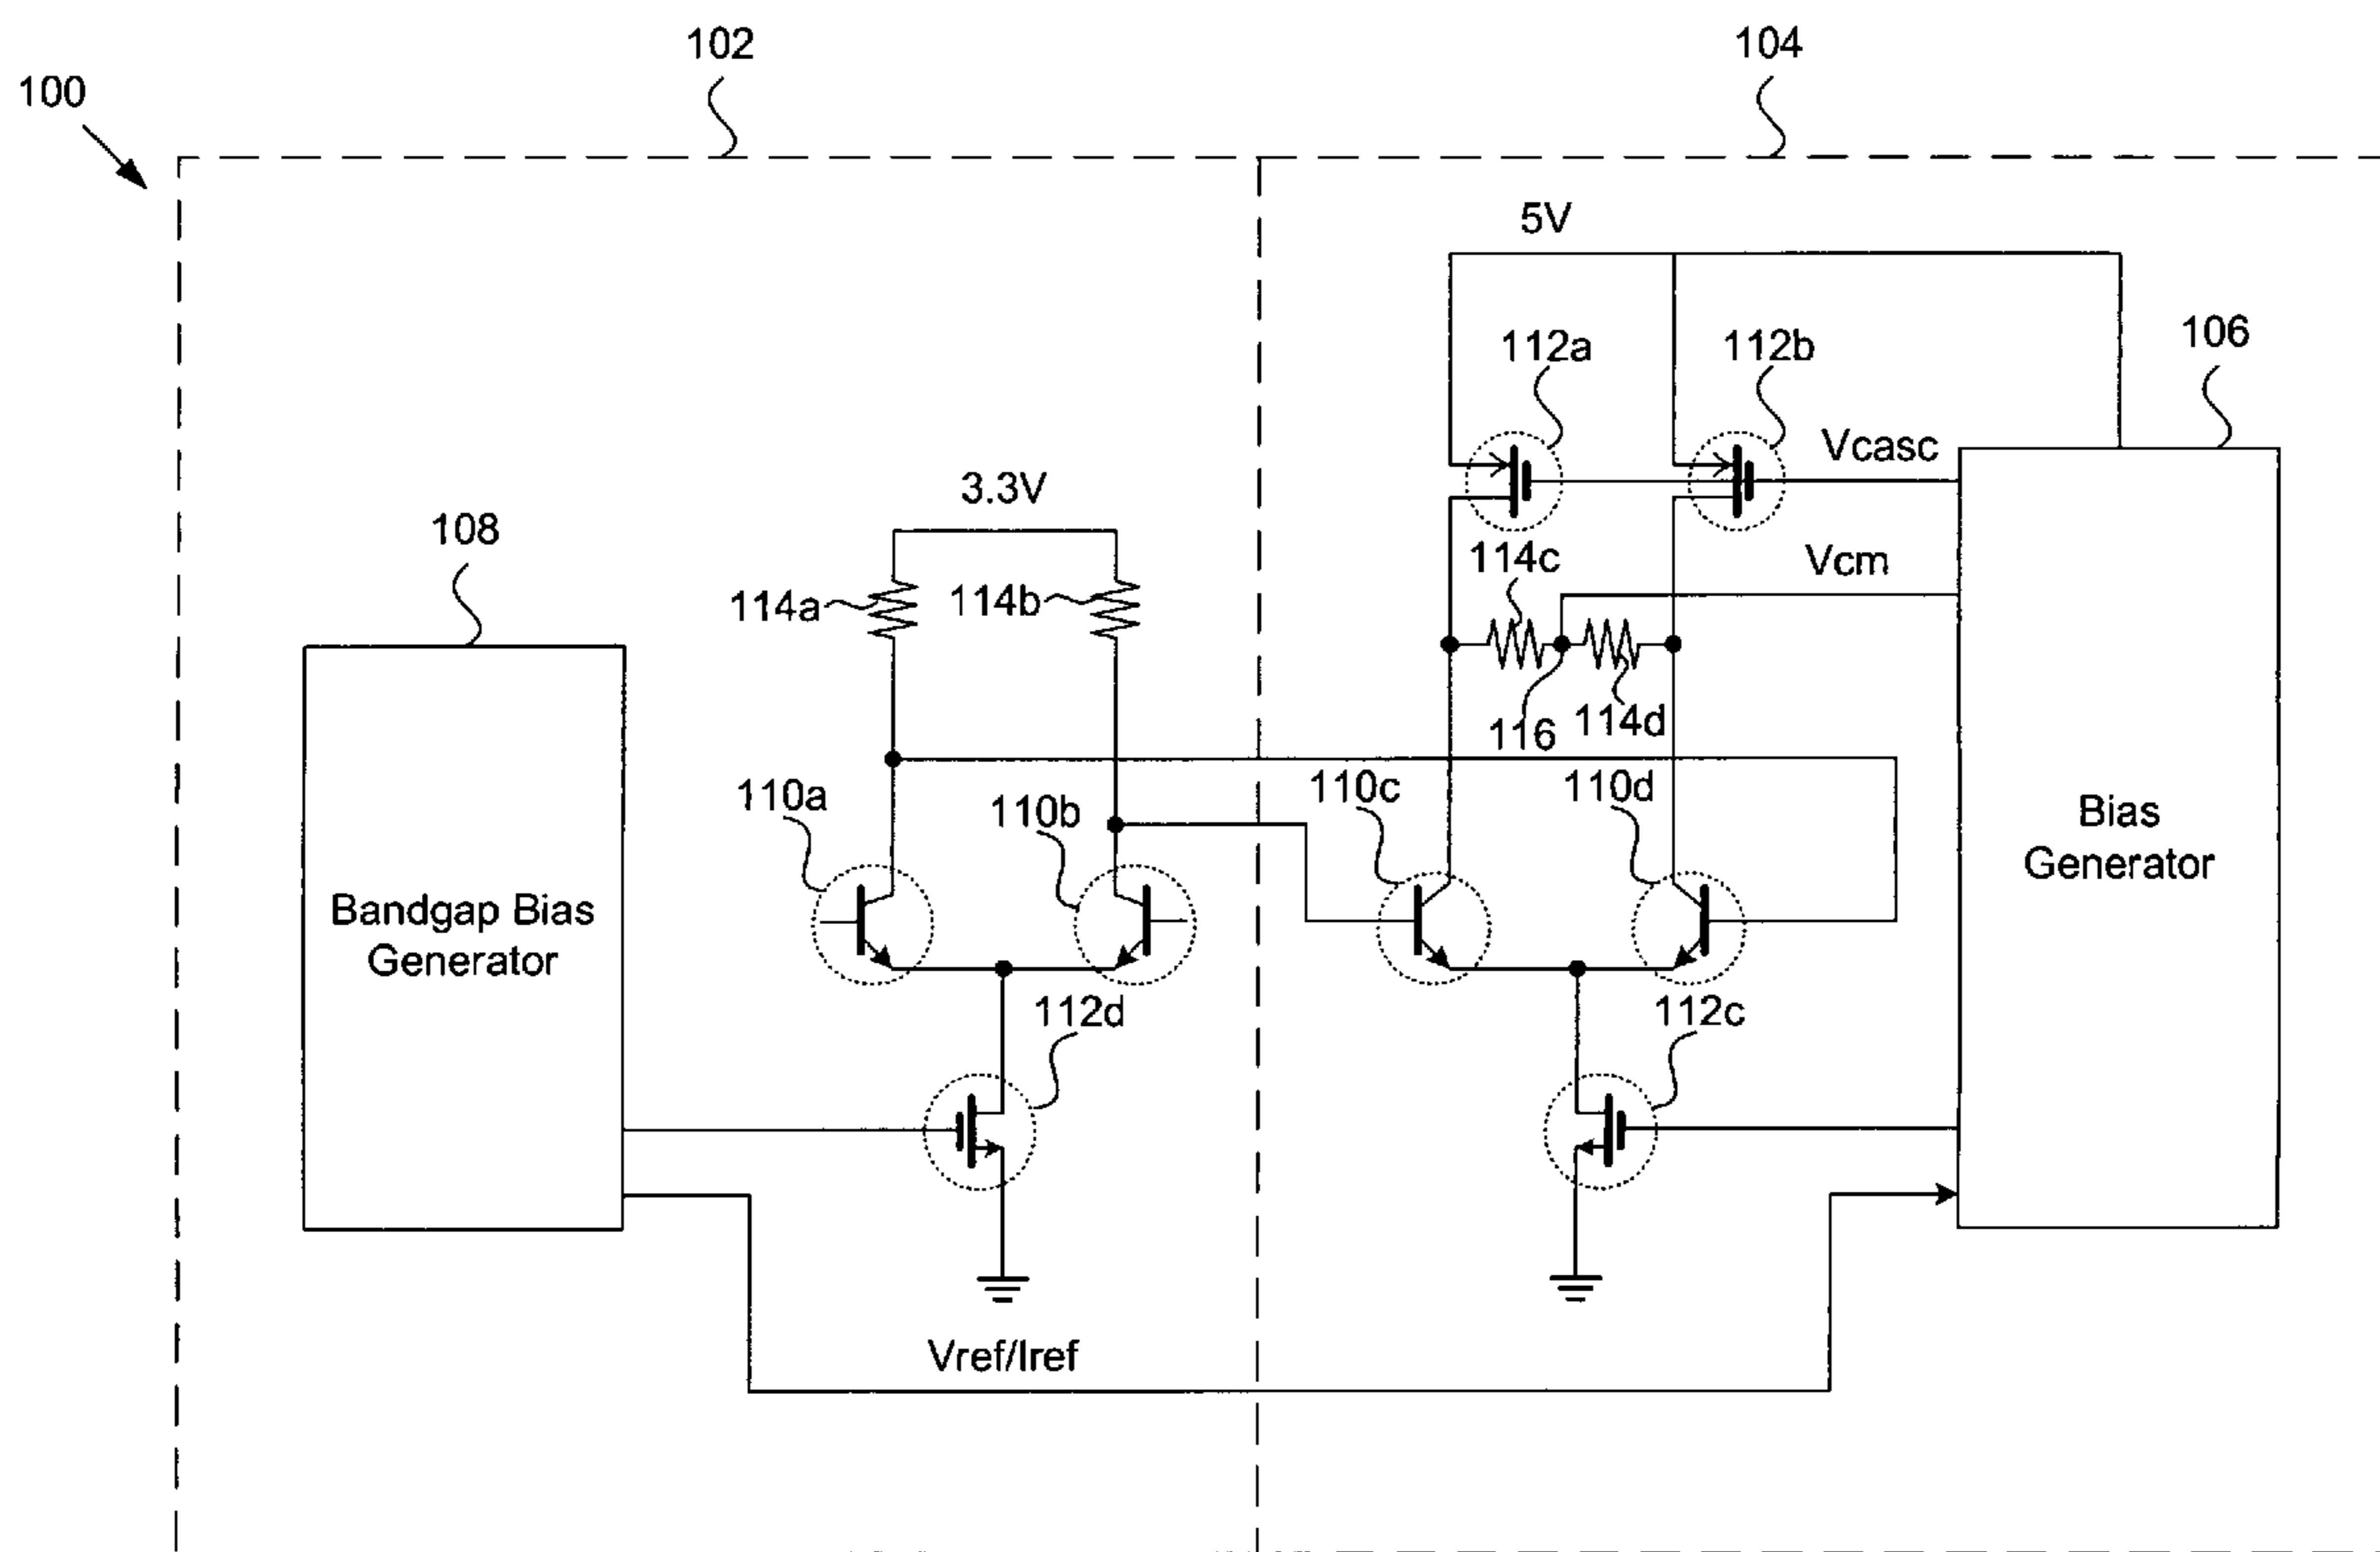 102
104
100
5V
106
112a
112b
Vcasc
3.3V
108
114c
Vcm
114a
114b
116
114d
110a
110b
110c
110d
Bias
Generator
Bandgap Bias
Generator
112d
112c
Vref/Iref